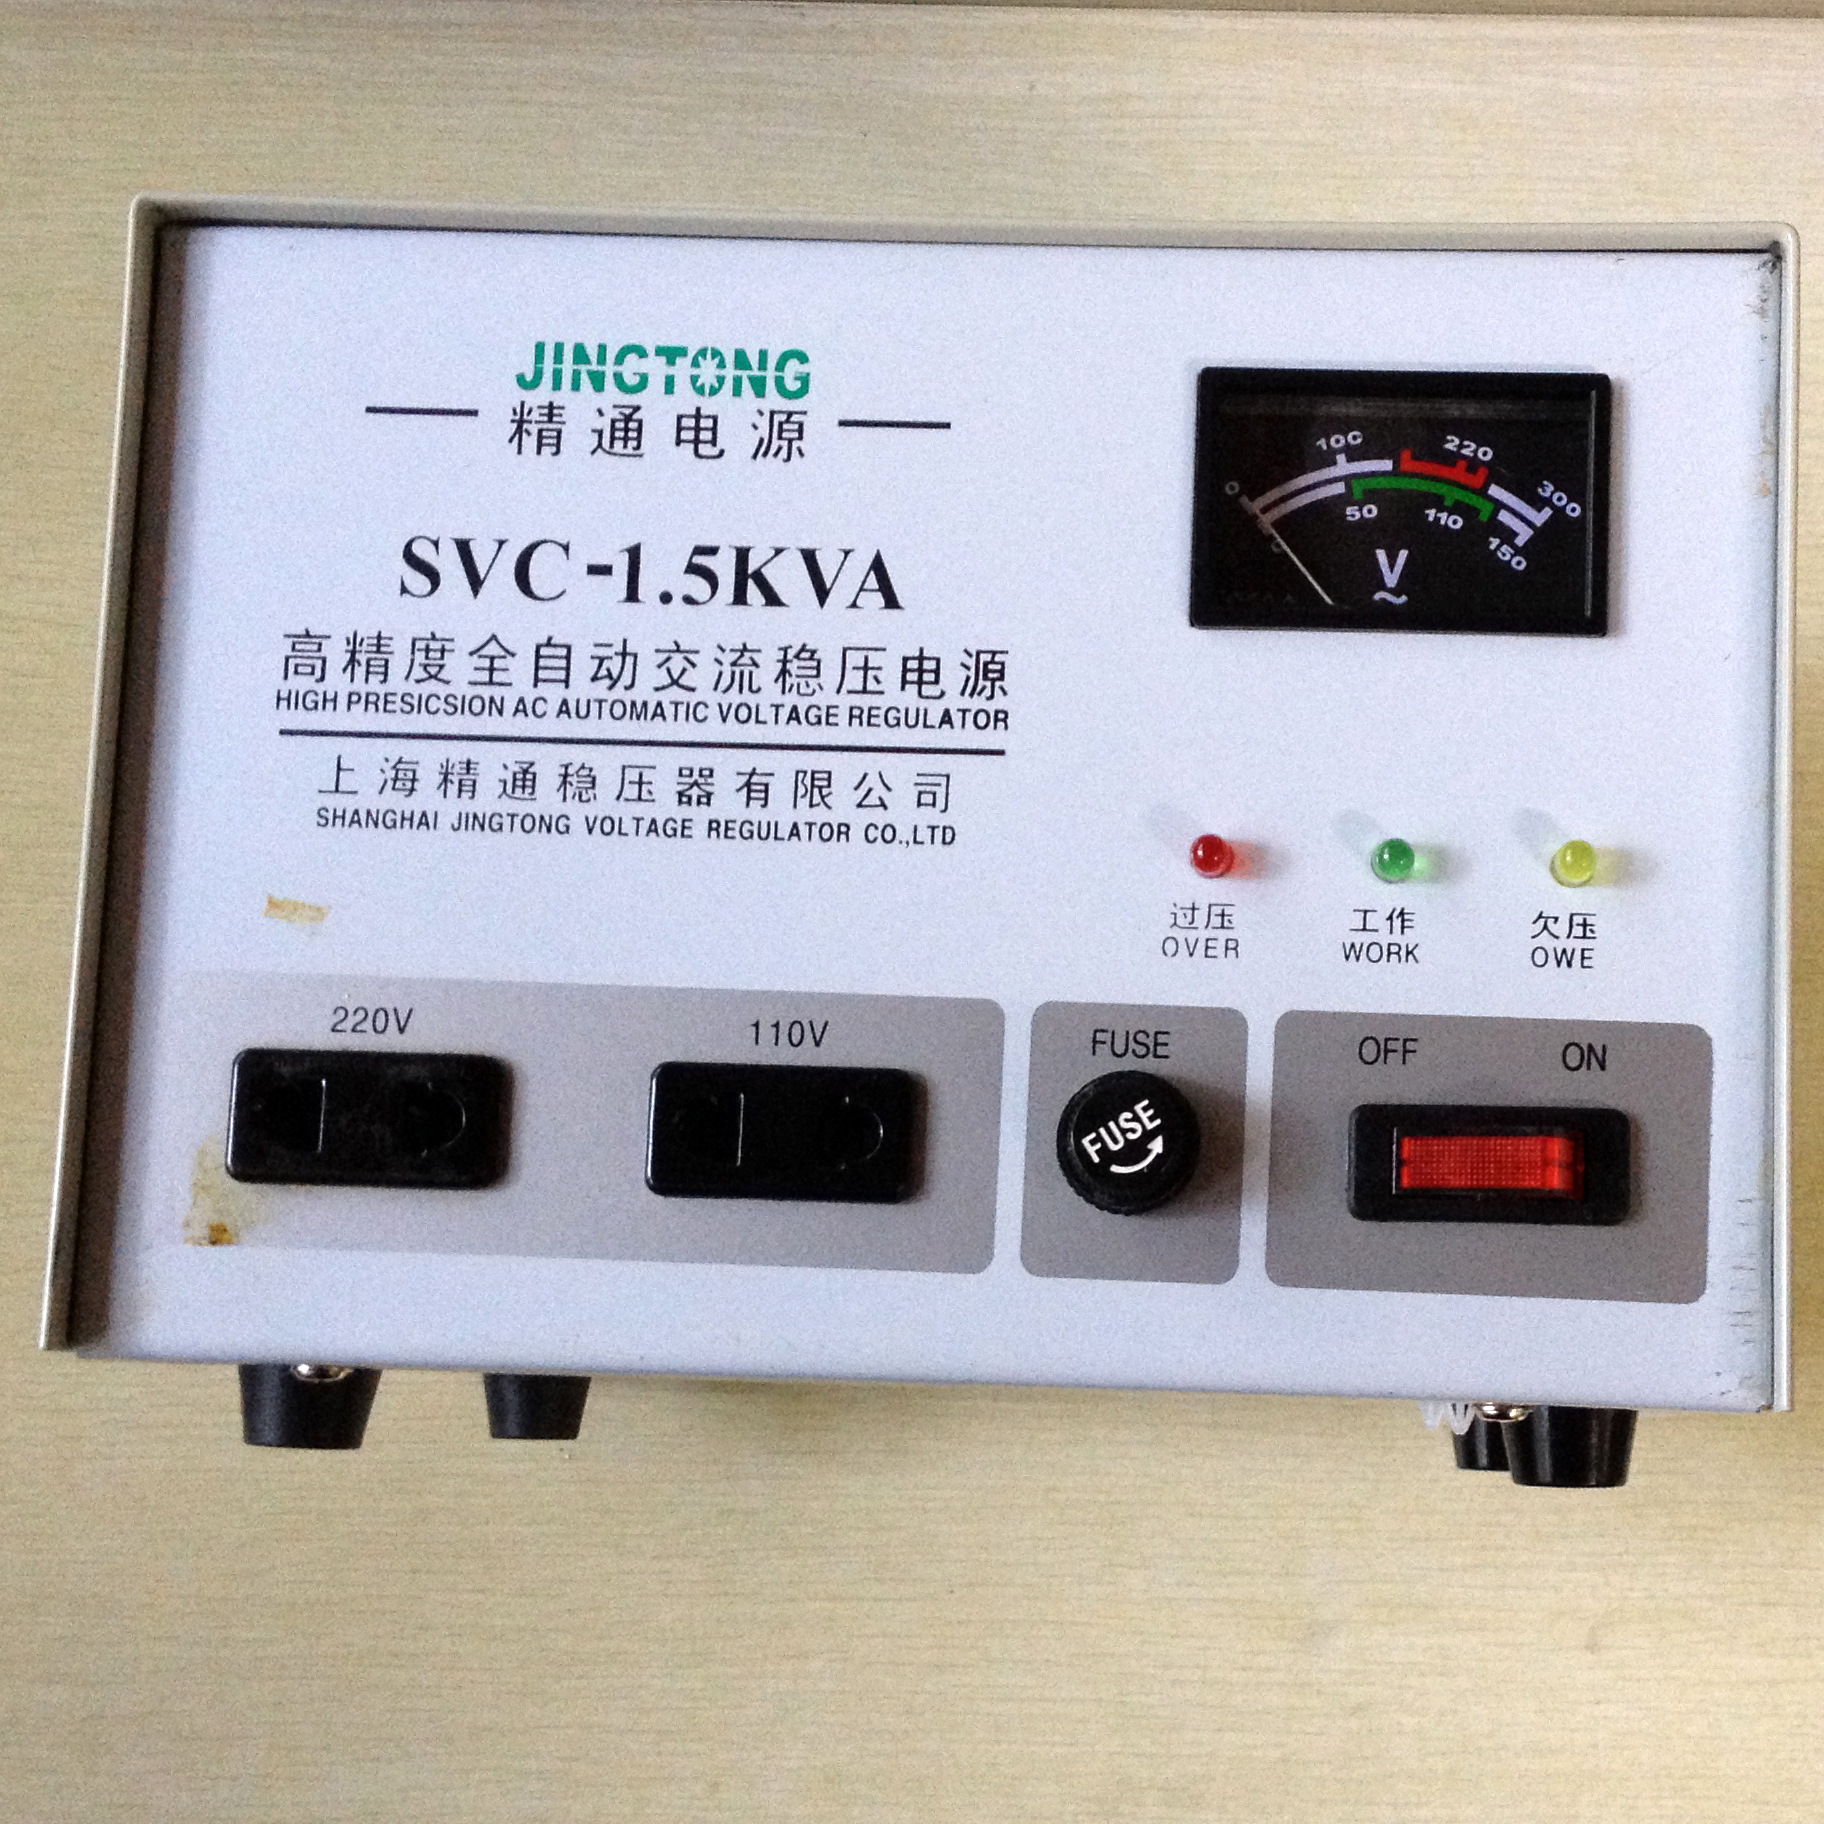 JINGTONG
精通电源
SVC-1.5KVA
高精度全自动交流稳压电源
HIGH PRESICSION AC AUTOMATIC VOLTAGE REGULATOR
上海精通稳压器有限公司
SHANGHAI JINGTONG VOLTAGE REGULATOR CO.,LTD
0 100 220 300
0 50 110 150
V
~
过压 工作 欠压
OVER WORK OWE
220V 110V FUSE OFF ON
FUSE